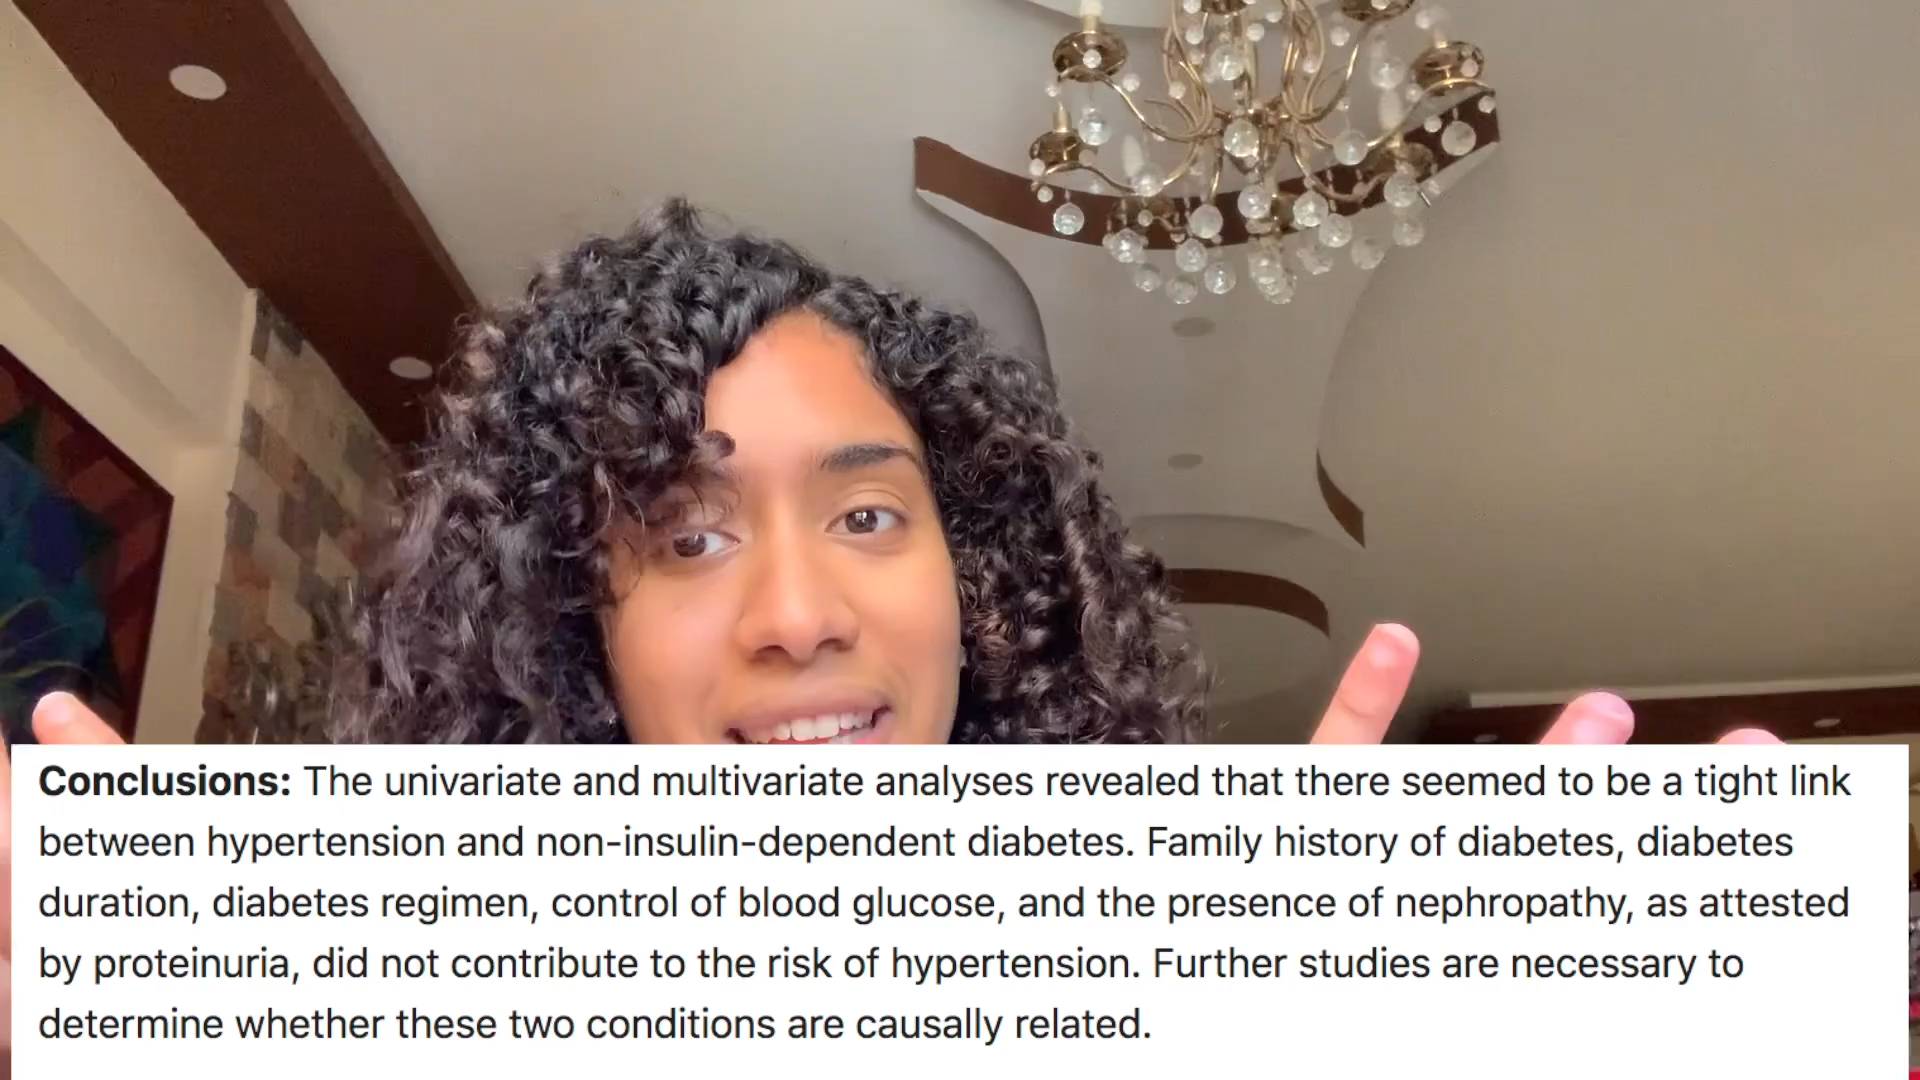 Conclusions: The univariate and multivariate analyses revealed that there seemed to be a tight link
between hypertension and non-insulin-dependent diabetes. Family history of diabetes, diabetes
duration, diabetes regimen, control of blood glucose, and the presence of nephropathy, as attested
by proteinuria, did not contribute to the risk of hypertension. Further studies are necessary to
determine whether these two conditions are causally related.